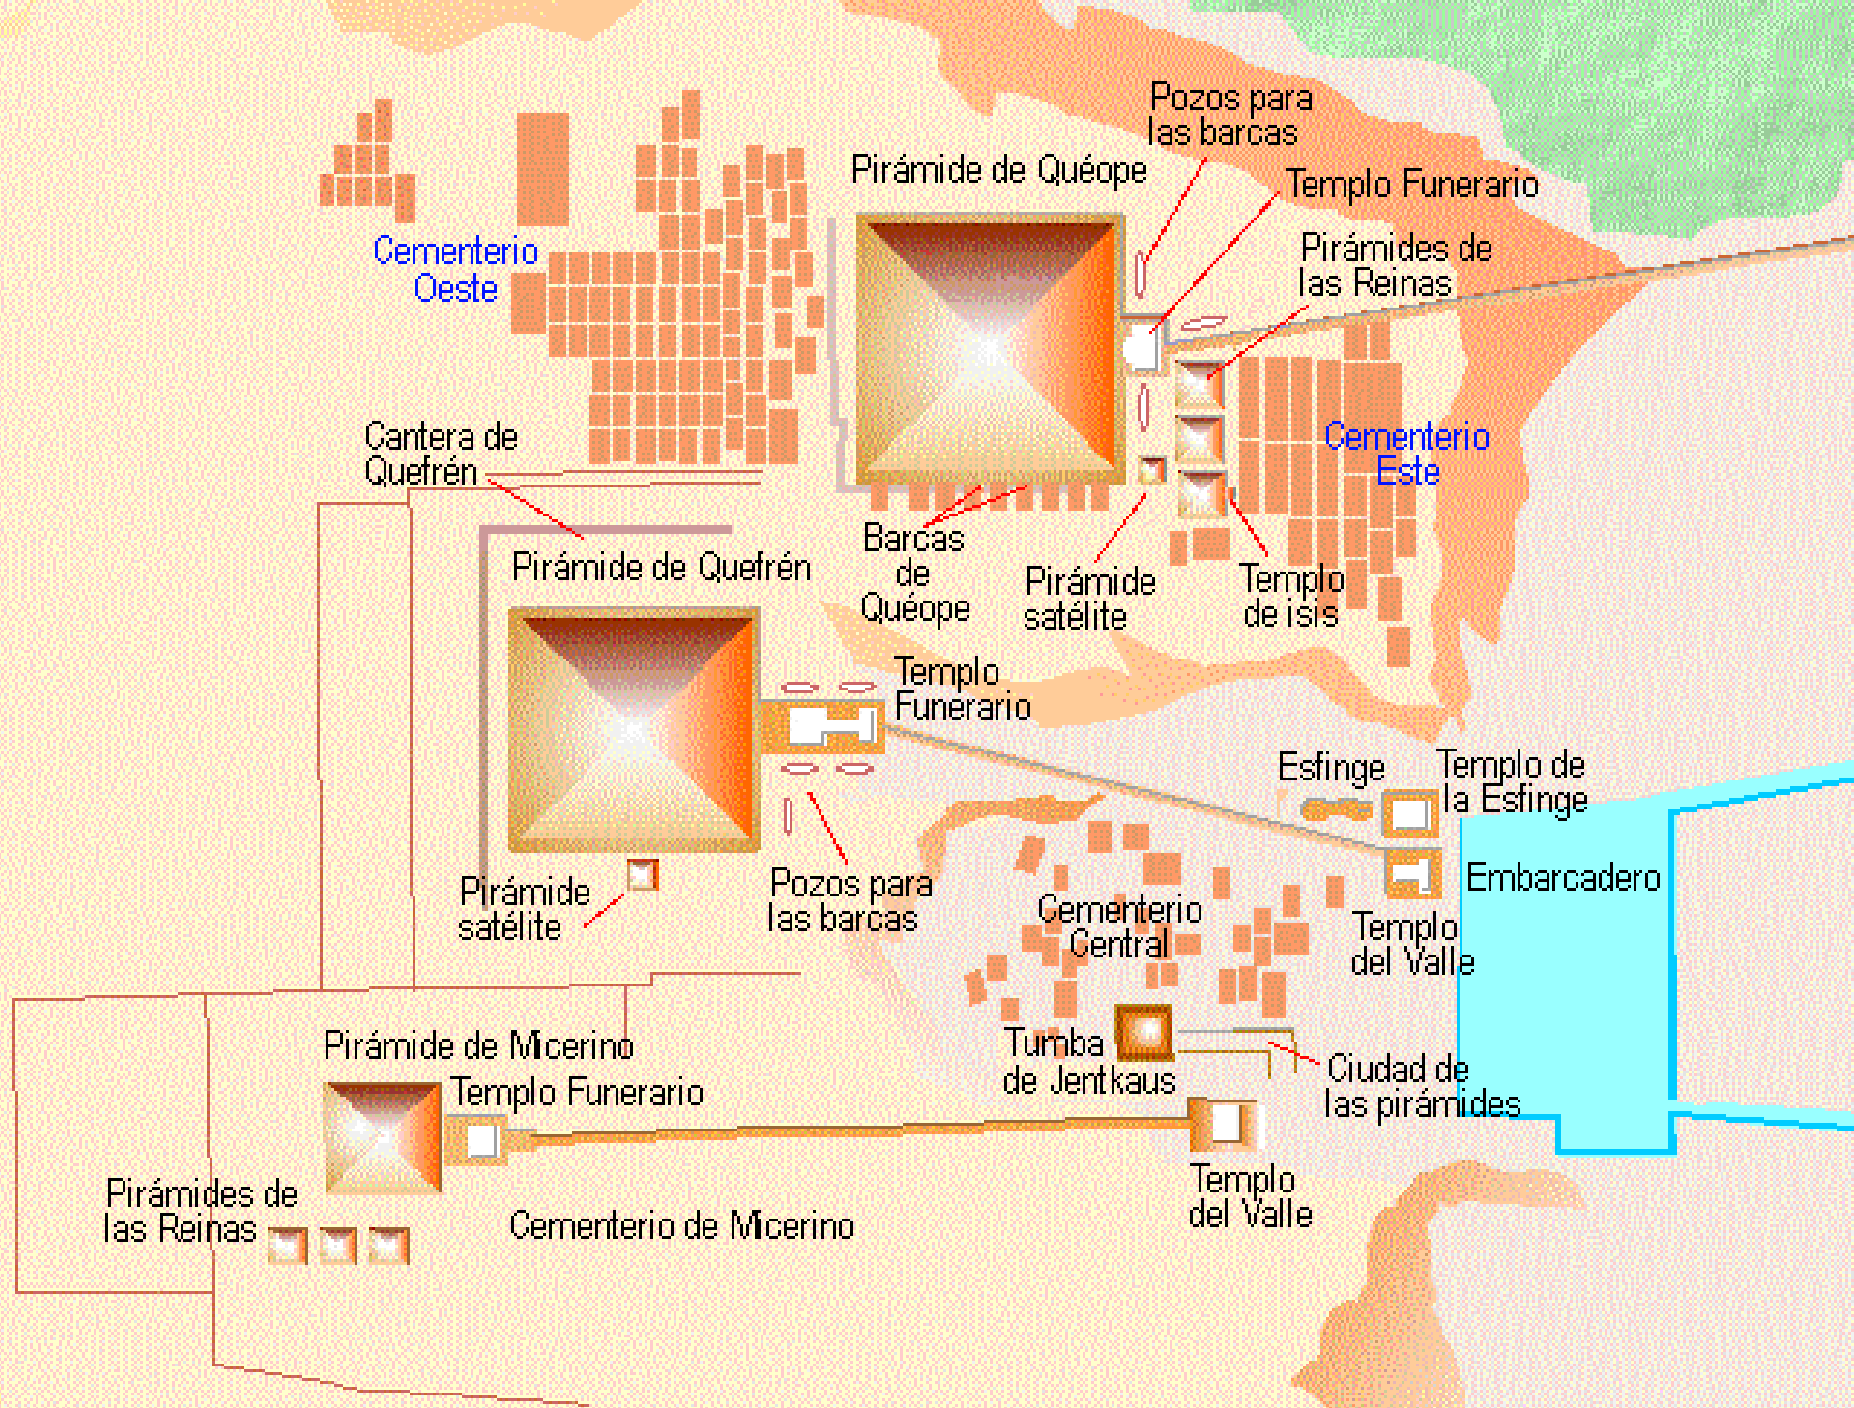 Pozos para
las barcas
Pirámide de Quéope
Templo Funerario
Cementerio
Oeste
Pirámides de
las Reinas
Cantera de
Quefrén
Cementerio
Este
Barcas
de
Quéope
Pirámide de Quefrén
Pirámide
satélite
Templo
de isis
Templo
Funerario
Esfinge
Templo de
la Esfinge
Pirámide
satélite
Pozos para
las barcas
Embarcadero
Cementerio
Central
Templo
del Valle
Pirámide de Micerino
Tumba
de Jentkaus
Ciudad de
las pirámides
Templo Funerario
Pirámides de
las Reinas
Cementerio de Micerino
Templo
del Valle